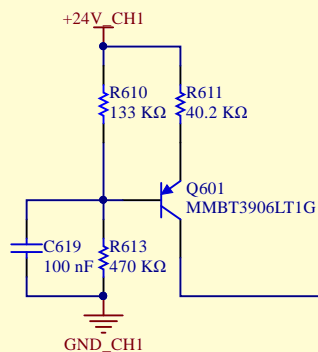 +24V_CH1
R610
133 KΩ
R611
40.2 KΩ
Q601
MMBT3906LT1G
C619
100 nF
R613
470 KΩ
GND_CH1